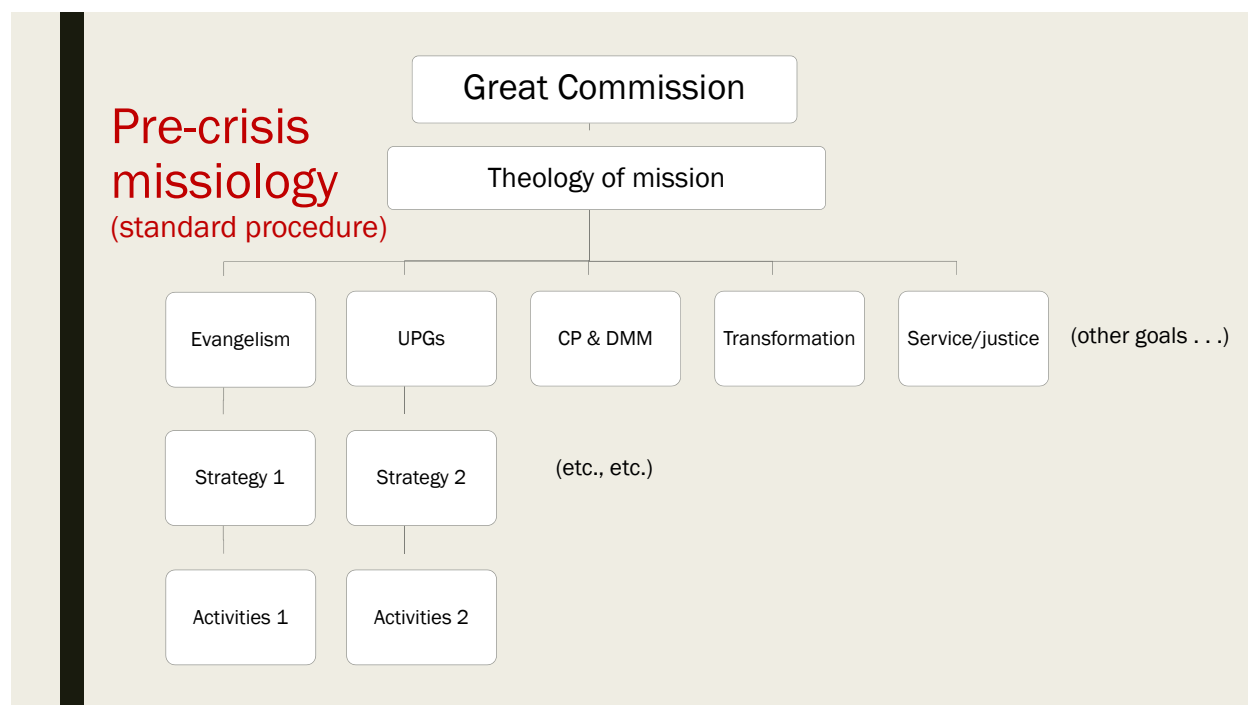 Great Commission
Pre-crisis
missiology
(standard procedure)
Theology of mission
Evangelism
UPGs
CP & DMM
Transformation
Service/justice
(other goals . . .)
Strategy 1
Strategy 2
(etc., etc.)
Activities 1
Activities 2